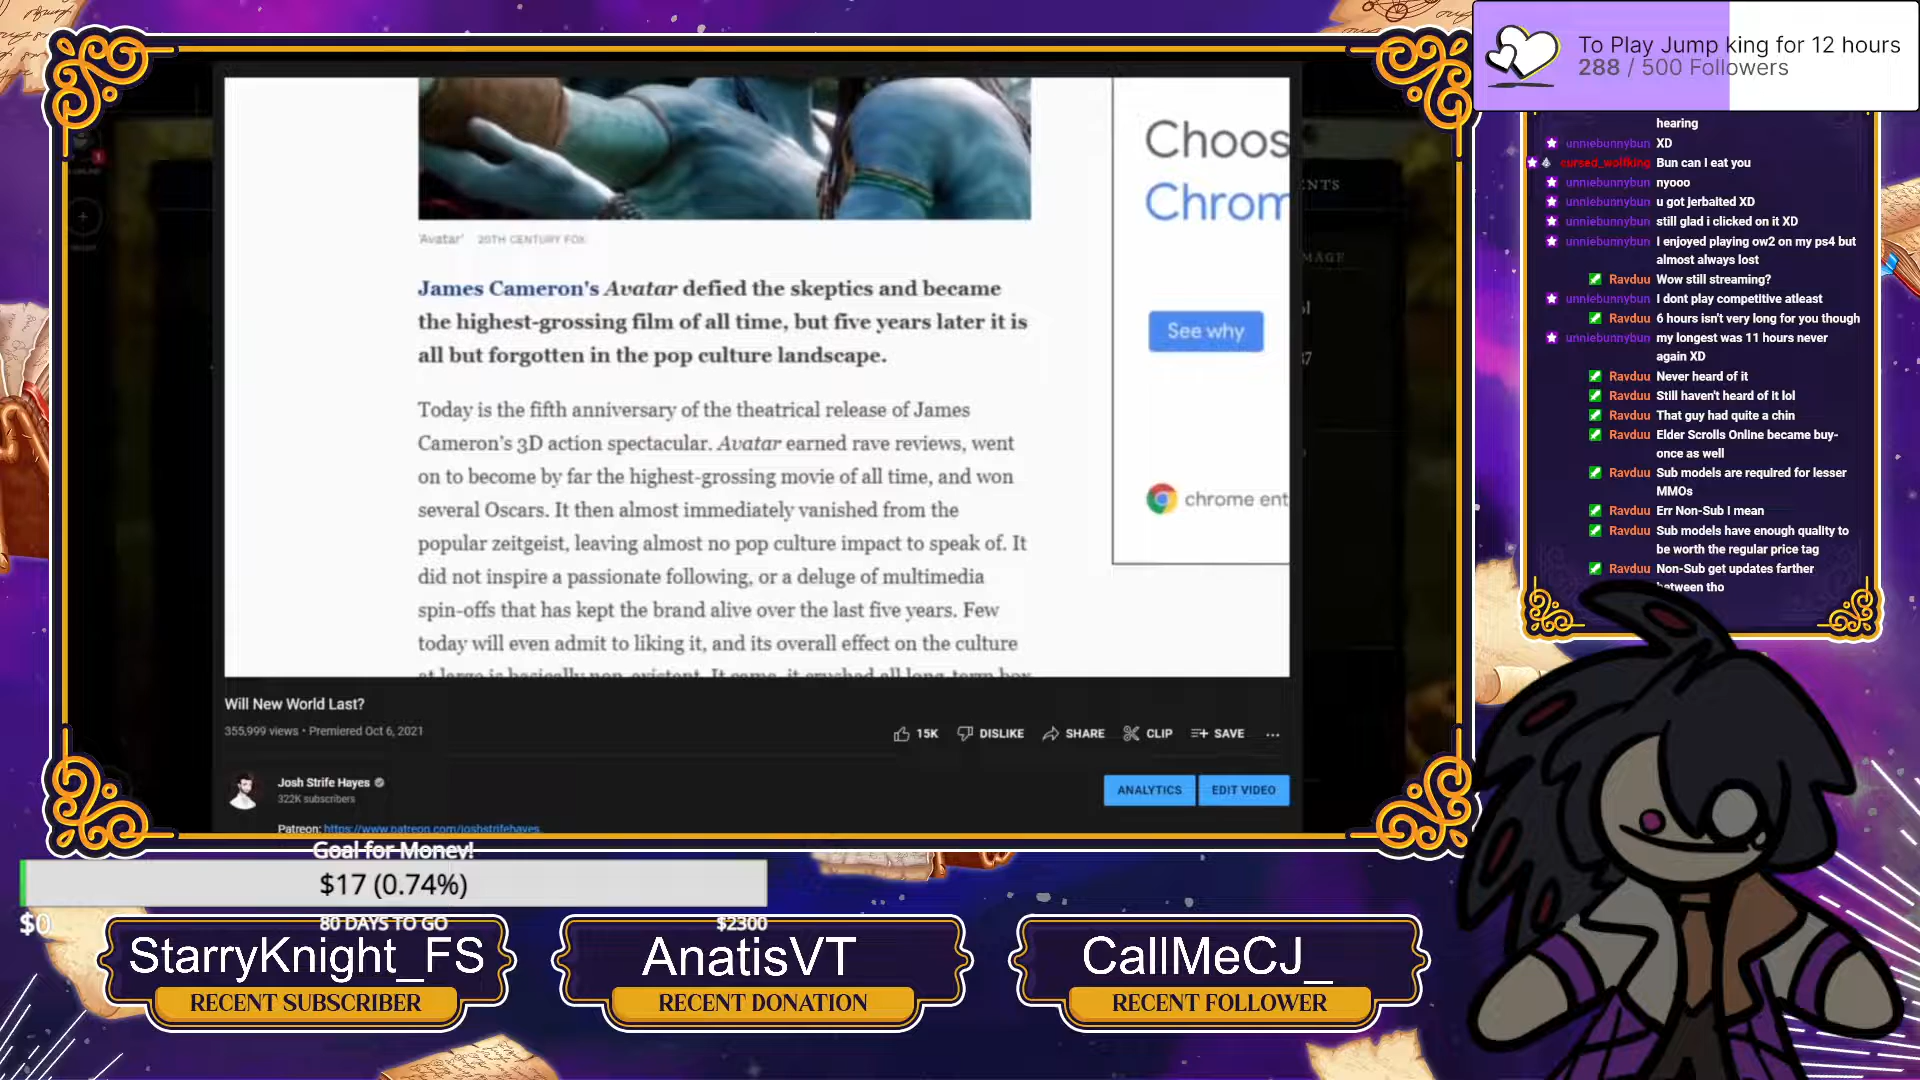 To Play Jump king for 12 hours
288 / 500 Followers
Choos
Chrom
See why
chrome ent
'Avatar' 20TH CENTURY FOX
James Cameron's Avatar defied the skeptics and became
the highest-grossing film of all time, but five years later it is
all but forgotten in the pop culture landscape.
Today is the fifth anniversary of the theatrical release of James
Cameron's 3D action spectacular. Avatar earned rave reviews, went
on to become by far the highest-grossing movie of all time, and won
several Oscars. It then almost immediately vanished from the
popular zeitgeist, leaving almost no pop culture impact to speak of. It
did not inspire a passionate following, or a deluge of multimedia
spin-offs that has kept the brand alive over the last five years. Few
today will even admit to liking it, and its overall effect on the culture
at large is basically non-existent. It came, it crushed all long-term box
Will New World Last?
355,999 views • Premiered Oct 6, 2021
15K DISLIKE SHARE CLIP SAVE
Josh Strife Hayes
322K subscribers
ANALYTICS
EDIT VIDEO
Patreon: https://www.patreon.com/joshstrifehayes
hearing
unniebunnybun XD
cursed_wolfking Bun can I eat you
unniebunnybun nyooo
unniebunnybun u got jerbaited XD
unniebunnybun still glad i clicked on it XD
unniebunnybun I enjoyed playing ow2 on my ps4 but
almost always lost
Ravduu Wow still streaming?
unniebunnybun I dont play competitive atleast
Ravduu 6 hours isn't very long for you though
unniebunnybun my longest was 11 hours never
again XD
Ravduu Never heard of it
Ravduu Still haven't heard of it lol
Ravduu That guy had quite a chin
Ravduu Elder Scrolls Online became buy-
once as well
Ravduu Sub models are required for lesser
MMOs
Ravduu Err Non-Sub I mean
Ravduu Sub models have enough quality to
be worth the regular price tag
Ravduu Non-Sub get updates farther
between tho
Goal for Money!
$17 (0.74%)
$0
80 DAYS TO GO
$2300
StarryKnight_FS
RECENT SUBSCRIBER
AnatisVT
RECENT DONATION
CallMeCJ_
RECENT FOLLOWER